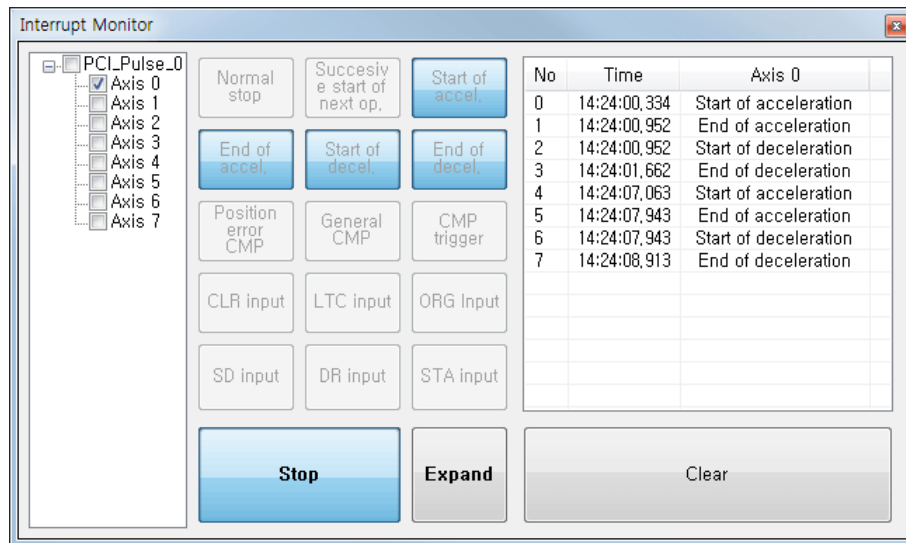 Interrupt Monitor
PCI_Pulse_0
Axis 0
Axis 1
Axis 2
Axis 3
Axis 4
Axis 5
Axis 6
Axis 7
Normal
stop
Succesiv
e start of
next op,
Start of
accel,
End of
accel,
Start of
decel,
End of
decel,
Position
error
CMP
General
CMP
CMP
trigger
CLR input
LTC input
ORG Input
SD input
DR input
STA input
Stop
Expand
No Time Axis 0
0 14:24:00,334 Start of acceleration
1 14:24:00,952 End of acceleration
2 14:24:00,952 Start of deceleration
3 14:24:01,662 End of deceleration
4 14:24:07,063 Start of acceleration
5 14:24:07,943 End of acceleration
6 14:24:07,943 Start of deceleration
7 14:24:08,913 End of deceleration
Clear